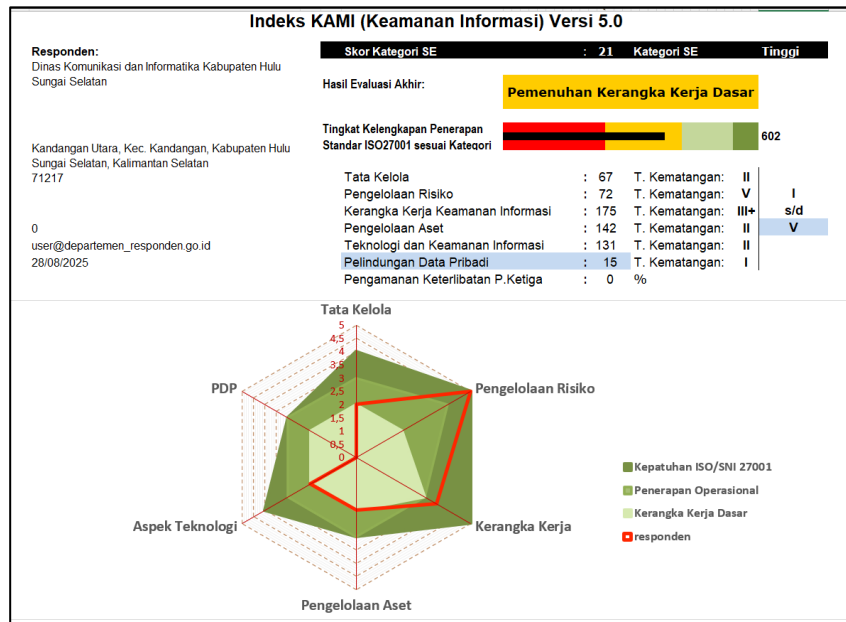 Indeks KAMI (Keamanan Informasi) Versi 5.0
Responden:
Dinas Komunikasi dan Informatika Kabupaten Hulu
Sungai Selatan
Kandangan Utara, Kec. Kandangan, Kabupaten Hulu
Sungai Selatan, Kalimantan Selatan
71217
0
user@departemen_responden.go.id
28/08/2025
Skor Kategori SE : 21 Kategori SE Tinggi
Hasil Evaluasi Akhir: Pemenuhan Kerangka Kerja Dasar
Tingkat Kelengkapan Penerapan
Standar ISO27001 sesuai Kategori 602
Tata Kelola : 67 T. Kematangan: II
Pengelolaan Risiko : 72 T. Kematangan: V I
Kerangka Kerja Keamanan Informasi : 175 T. Kematangan: III+ s/d
Pengelolaan Aset : 142 T. Kematangan: II V
Teknologi dan Keamanan Informasi : 131 T. Kematangan: II
Pelindungan Data Pribadi : 15 T. Kematangan: I
Pengamanan Keterlibatan P.Ketiga : 0 %
Tata Kelola
5
4,5
4
3,5
3
2,5
2
1,5
1
0,5
0
PDP
Pengelolaan Risiko
Aspek Teknologi
Kerangka Kerja
Pengelolaan Aset
Kepatuhan ISO/SNI 27001
Penerapan Operasional
Kerangka Kerja Dasar
responden